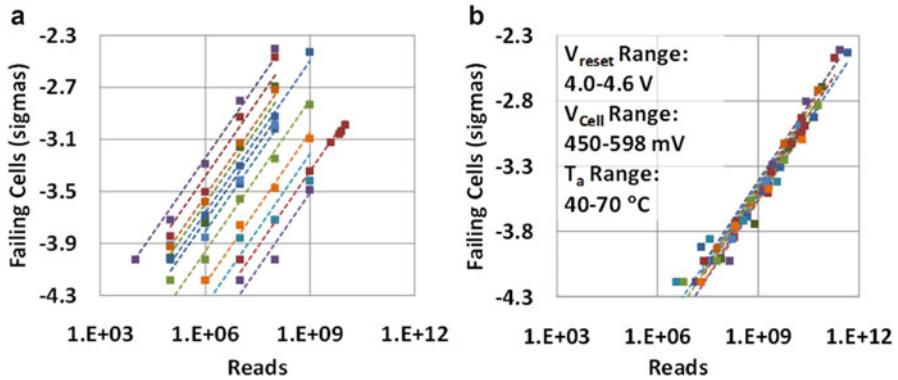 a
-2.3
-2.7
-3.1
-3.5
-3.9
-4.3
Failing Cells (sigmas)
1.E+03 1.E+06 1.E+09 1.E+12
Reads
b
-2.3
-2.8
-3.3
-3.8
-4.3
Failing Cells (sigmas)
Vreset Range:
4.0-4.6 V
VCell Range:
450-598 mV
Ta Range:
40-70 °C
1.E+03 1.E+06 1.E+09 1.E+12
Reads